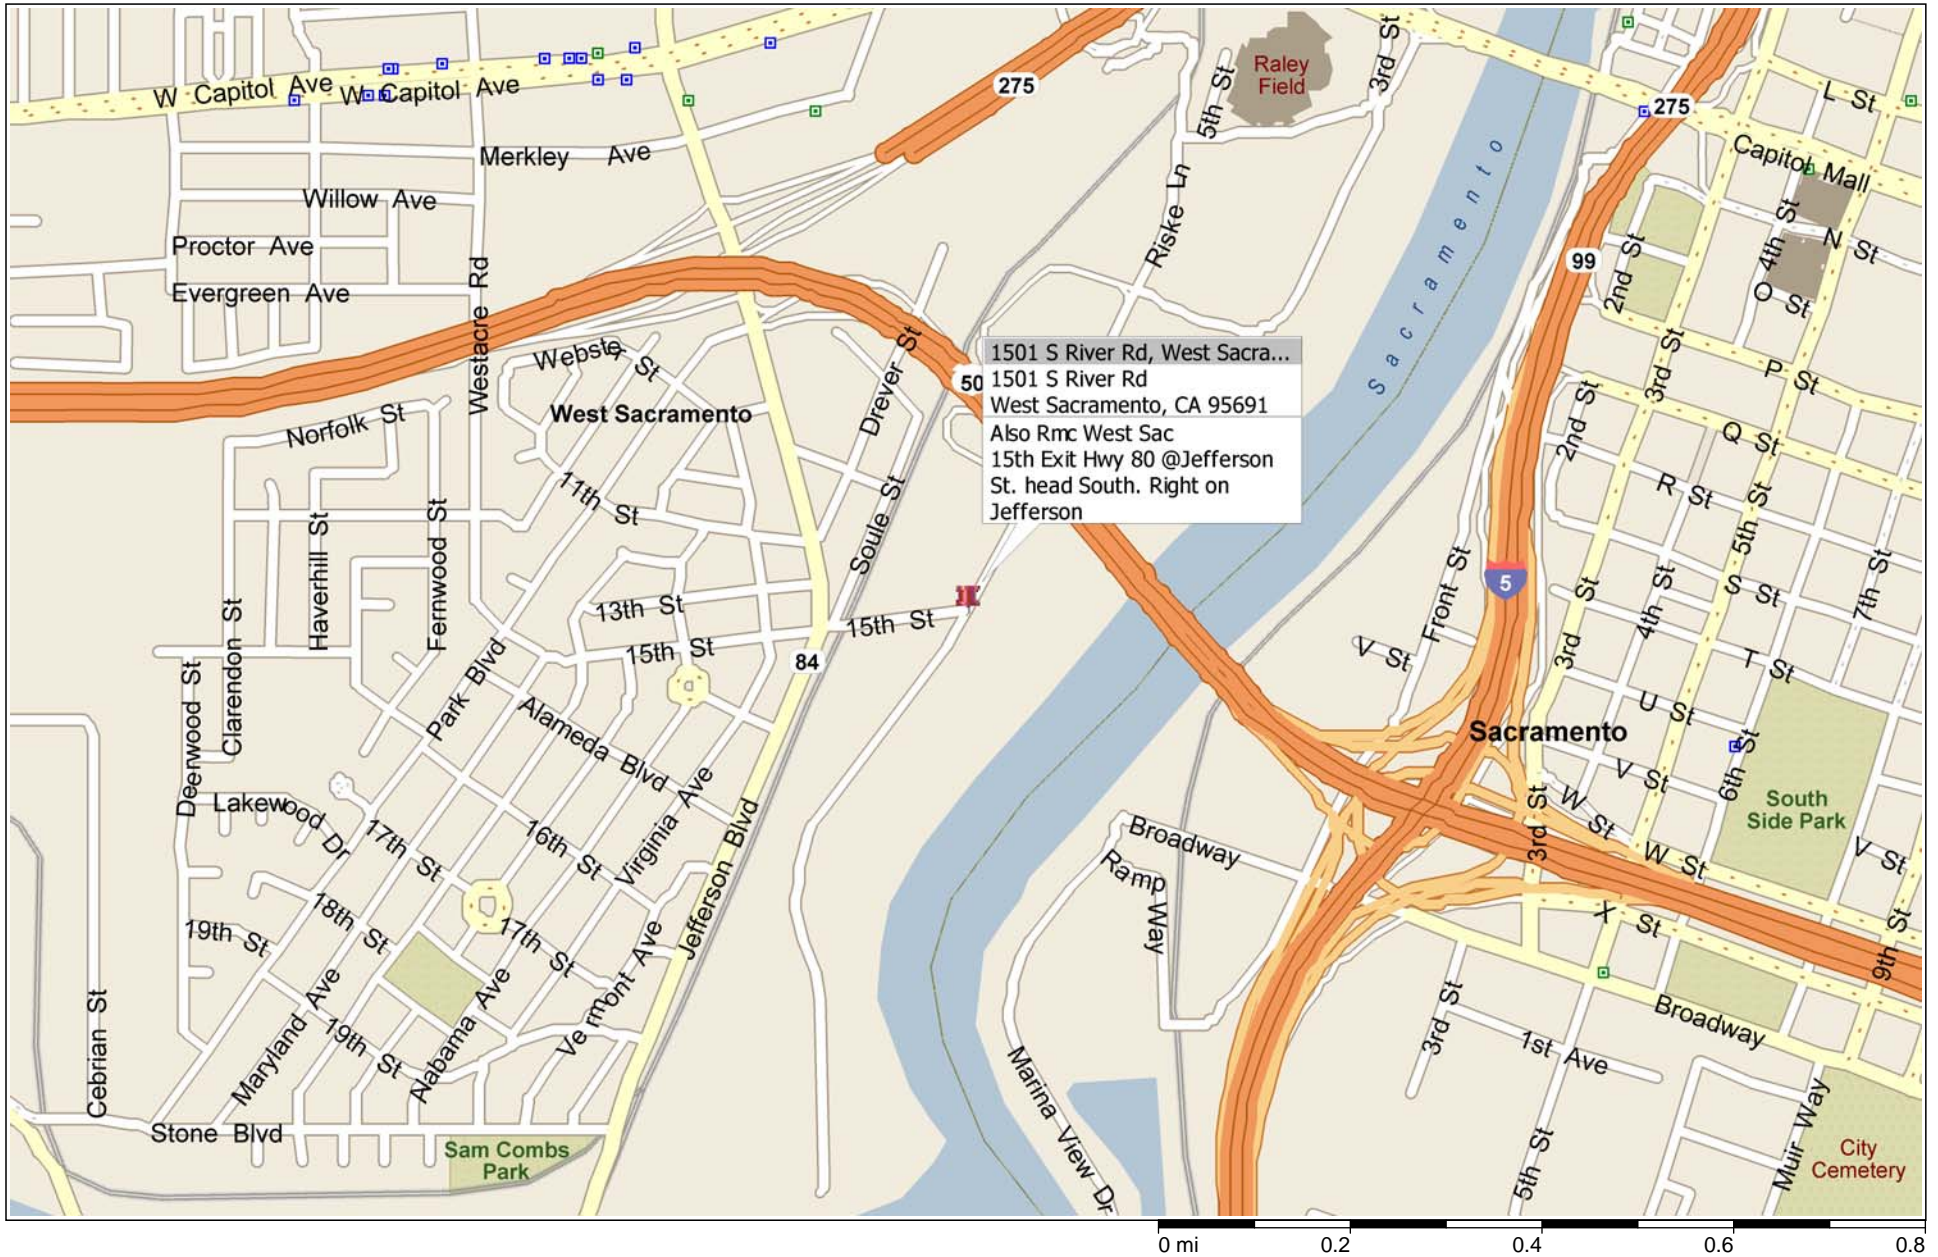 275
Raley
Field
5th St
3rd St
W Capitol Ave
W Capitol Ave
Merkley Ave
Willow Ave
Proctor Ave
Evergreen Ave
Westacre Rd
Riske Ln
Sacramento
275
L St
Capitol Mall
4th St
N St
O St
99
2nd St
3rd St
P St
1501 S River Rd, West Sacra...
1501 S River Rd
West Sacramento, CA 95691
Also Rmc West Sac
15th Exit Hwy 80 @Jefferson
St. head South. Right on
Jefferson
50
Webster St
Drever St
West Sacramento
Norfolk St
11th St
Soule St
Haverhill St
Fernwood St
Clarendon St
Deerwood St
13th St
15th St
15th St
84
Park Blvd
Alameda Blvd
Virginia Ave
Jefferson Blvd
Lakewood Dr
17th St
16th St
18th St
17th St
19th St
Vermont Ave
Maryland Ave
19th St
Alabama Ave
Cebrian St
Stone Blvd
Sam Combs
Park
2nd St
Q St
R St
5th St
Front St
5
3rd St
4th St
S St
7th St
V St
T St
U St
Sacramento
6th St
V St
South
Side Park
W St
3rd St
W St
V St
Broadway
Ramp Way
X St
9th St
3rd St
1st Ave
Broadway
Marina View Dr
5th St
Muir Way
City
Cemetery
0 mi 0.2 0.4 0.6 0.8